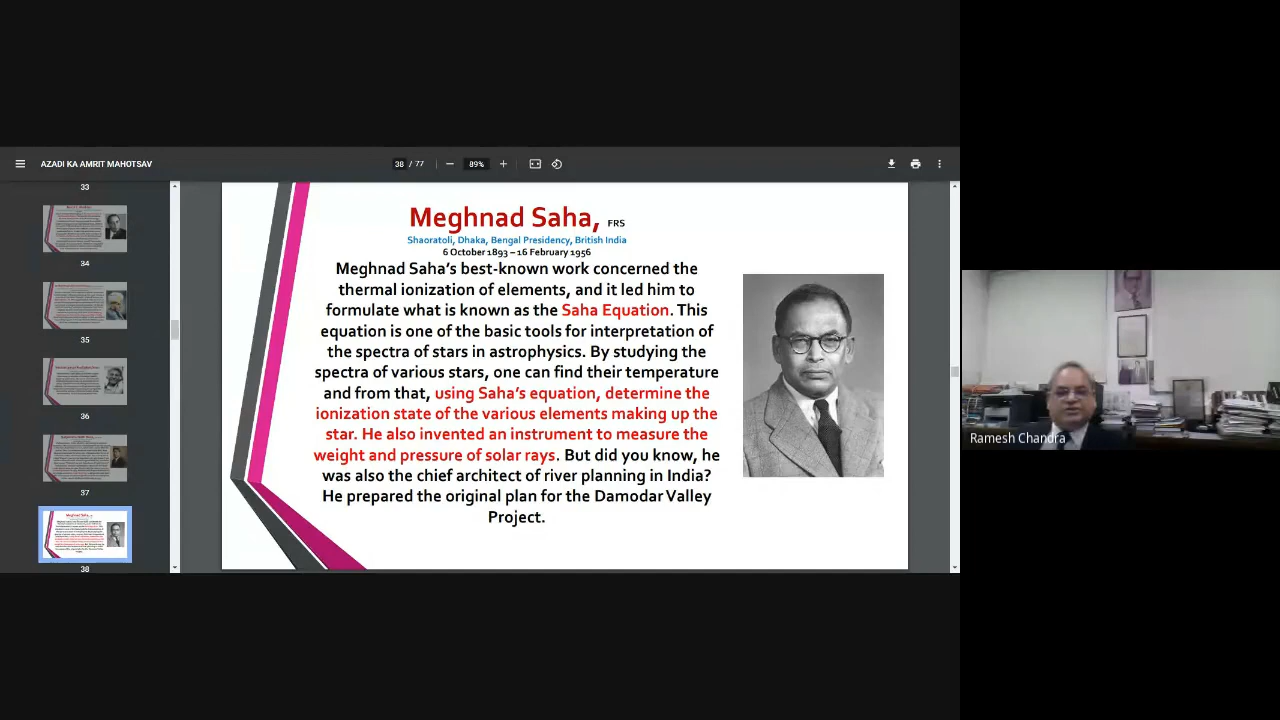 AZADI KA AMRIT MAHOTSAV
38 / 77
89%
33
34
35
36
37
38
Meghnad Saha, FRS
Shaoratoli, Dhaka, Bengal Presidency, British India
6 October 1893 – 16 February 1956
Meghnad Saha's best-known work concerned the
thermal ionization of elements, and it led him to
formulate what is known as the Saha Equation. This
equation is one of the basic tools for interpretation of
the spectra of stars in astrophysics. By studying the
spectra of various stars, one can find their temperature
and from that, using Saha's equation, determine the
ionization state of the various elements making up the
star. He also invented an instrument to measure the
weight and pressure of solar rays. But did you know, he
was also the chief architect of river planning in India?
He prepared the original plan for the Damodar Valley
Project.
Ramesh Chandra